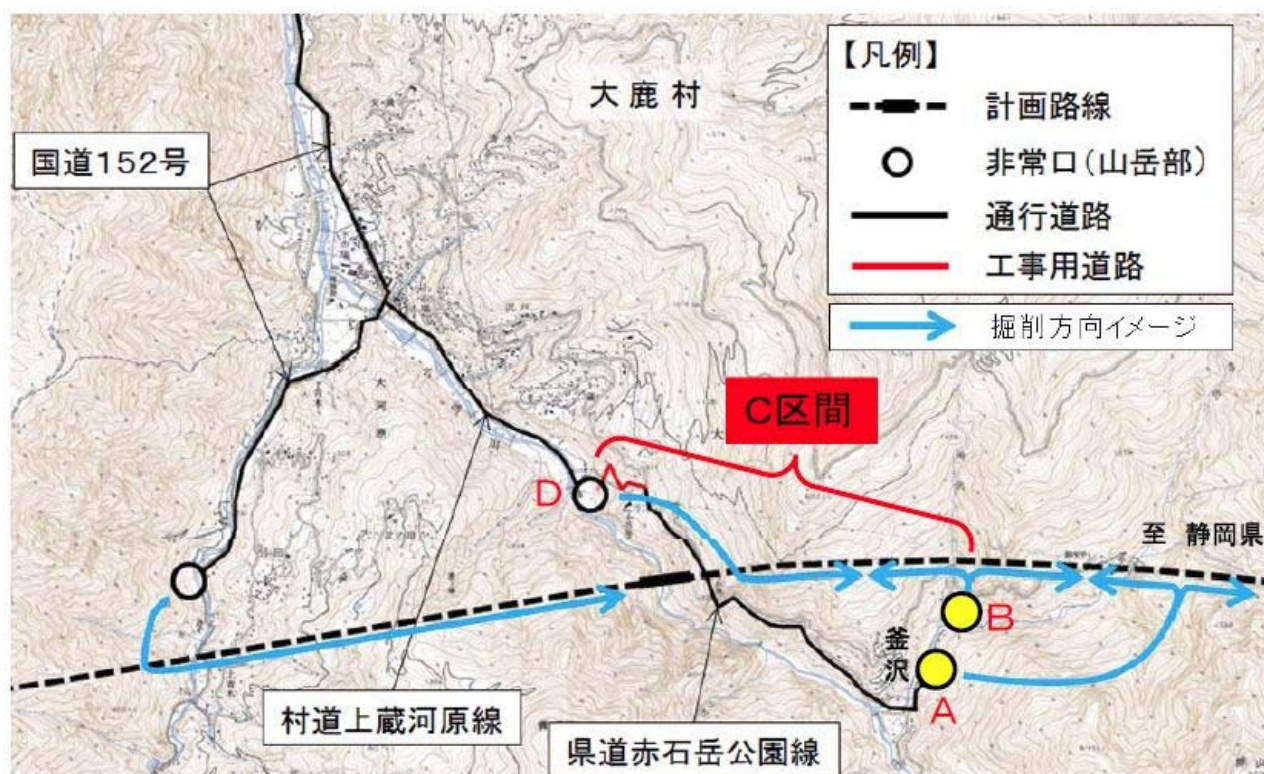 大鹿村
【凡例】
計画路線
非常口(山岳部)
通行道路
工事用道路
掘削方向イメージ
国道152号
C区間
D
至 静岡県
B
釜沢
A
村道上蔵河原線
県道赤石岳公園線